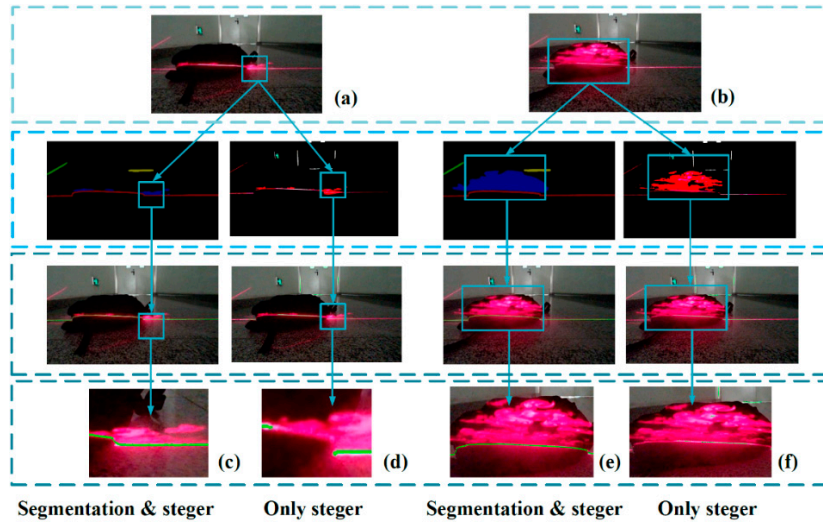 (a)
(b)
(c)
(d)
(e)
(f)
Segmentation & steger
Only steger
Segmentation & steger
Only steger